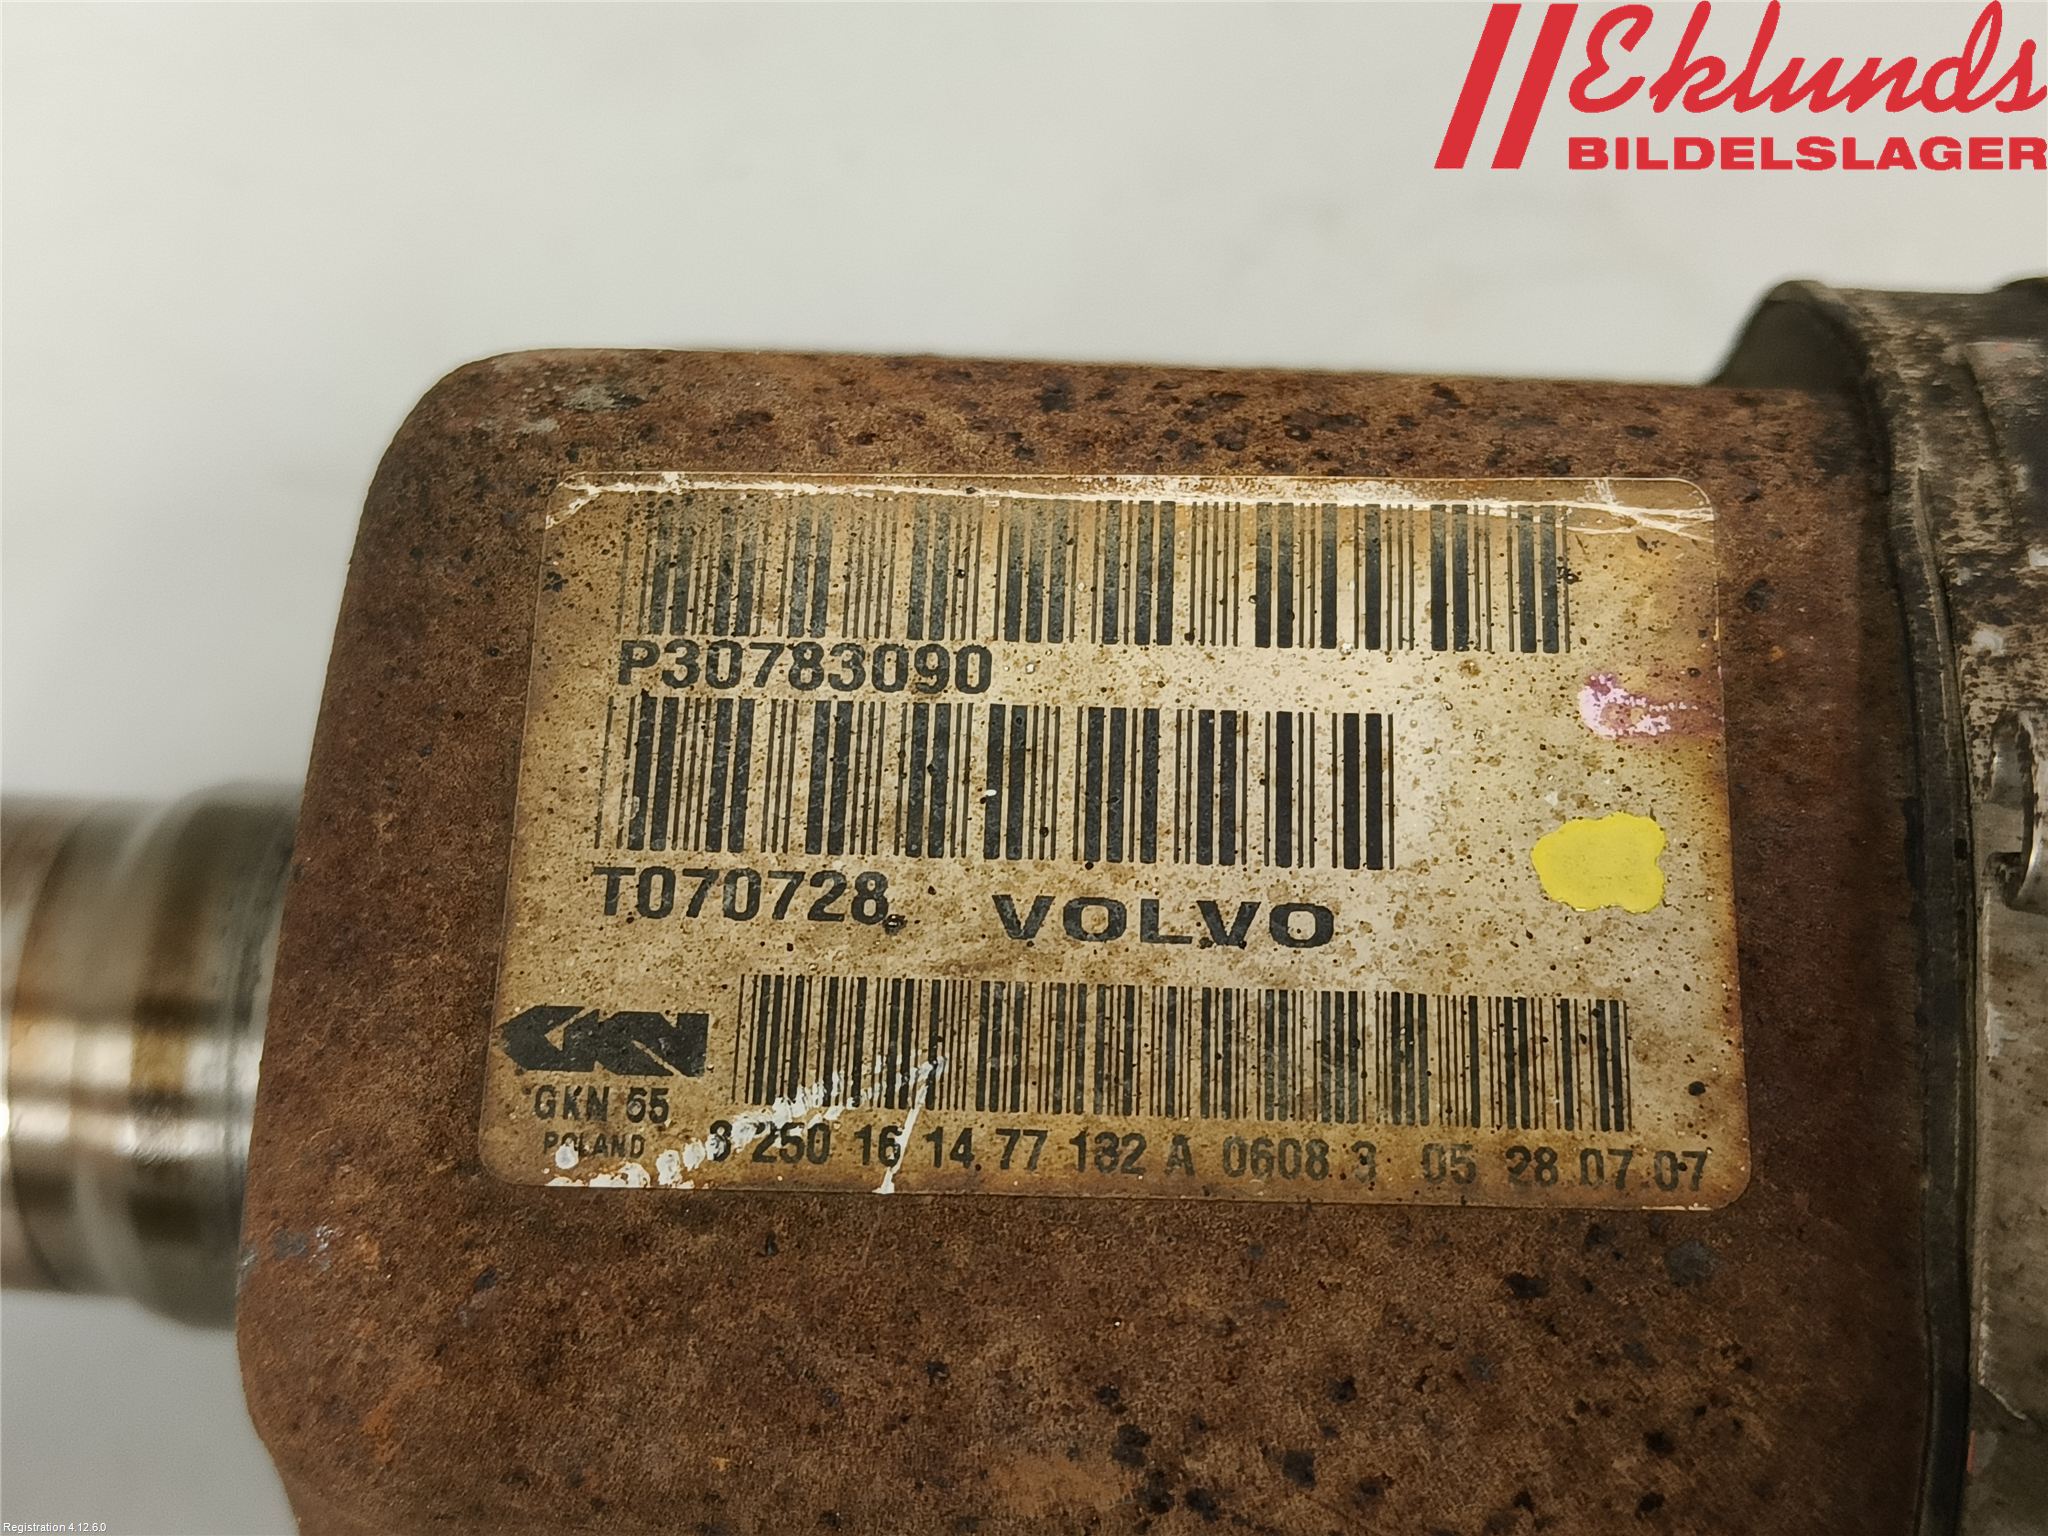 Eklunds
BILDELSLAGER
P30783090
T070728
VOLVO
GKN
GKN 55
POLAND
8 250 16 14.77 132 A 0608.3 05 28.07.07
Registration 4.12.6.0